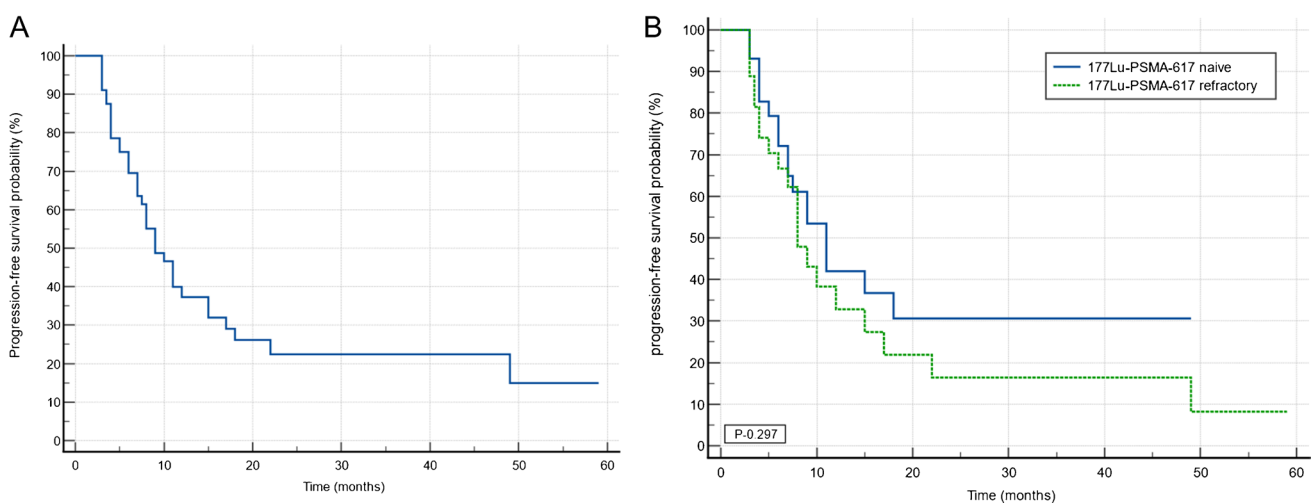 A
Progression-free survival probability (%)
100
90
80
70
60
50
40
30
20
10
0
0 10 20 30 40 50 60
Time (months)
B
progression-free survival probability (%)
100
90
80
70
60
50
40
30
20
10
0
177Lu-PSMA-617 naive
177Lu-PSMA-617 refractory
P-0.297
0 10 20 30 40 50 60
Time (months)